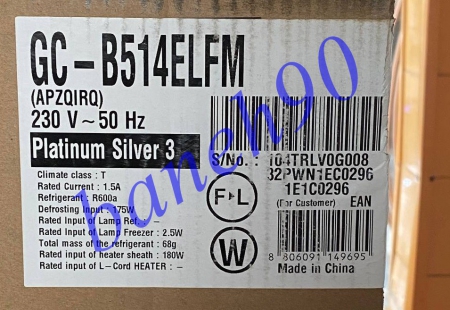 GC-B514ELFM
(APZQIRQ)
230 V ~ 50 Hz
Platinum Silver 3
Climate class : T
Rated Current : 1.5A
Refrigerant : R600a
Defrosting Input : 175W
Rated Input of Lamp Ref. : -
Rated Input of Lamp Freezer : 2.5W
Total mass of the refrigerant : 68g
Rated input of heater sheath : 180W
Rated input of L-Cord HEATER : -
S/No. : 104TRLV0G008
32PWN1EC0296
1E1C0296
(For Customer) EAN
F▷L
W
8 806091 149695
Made in China
baneh90